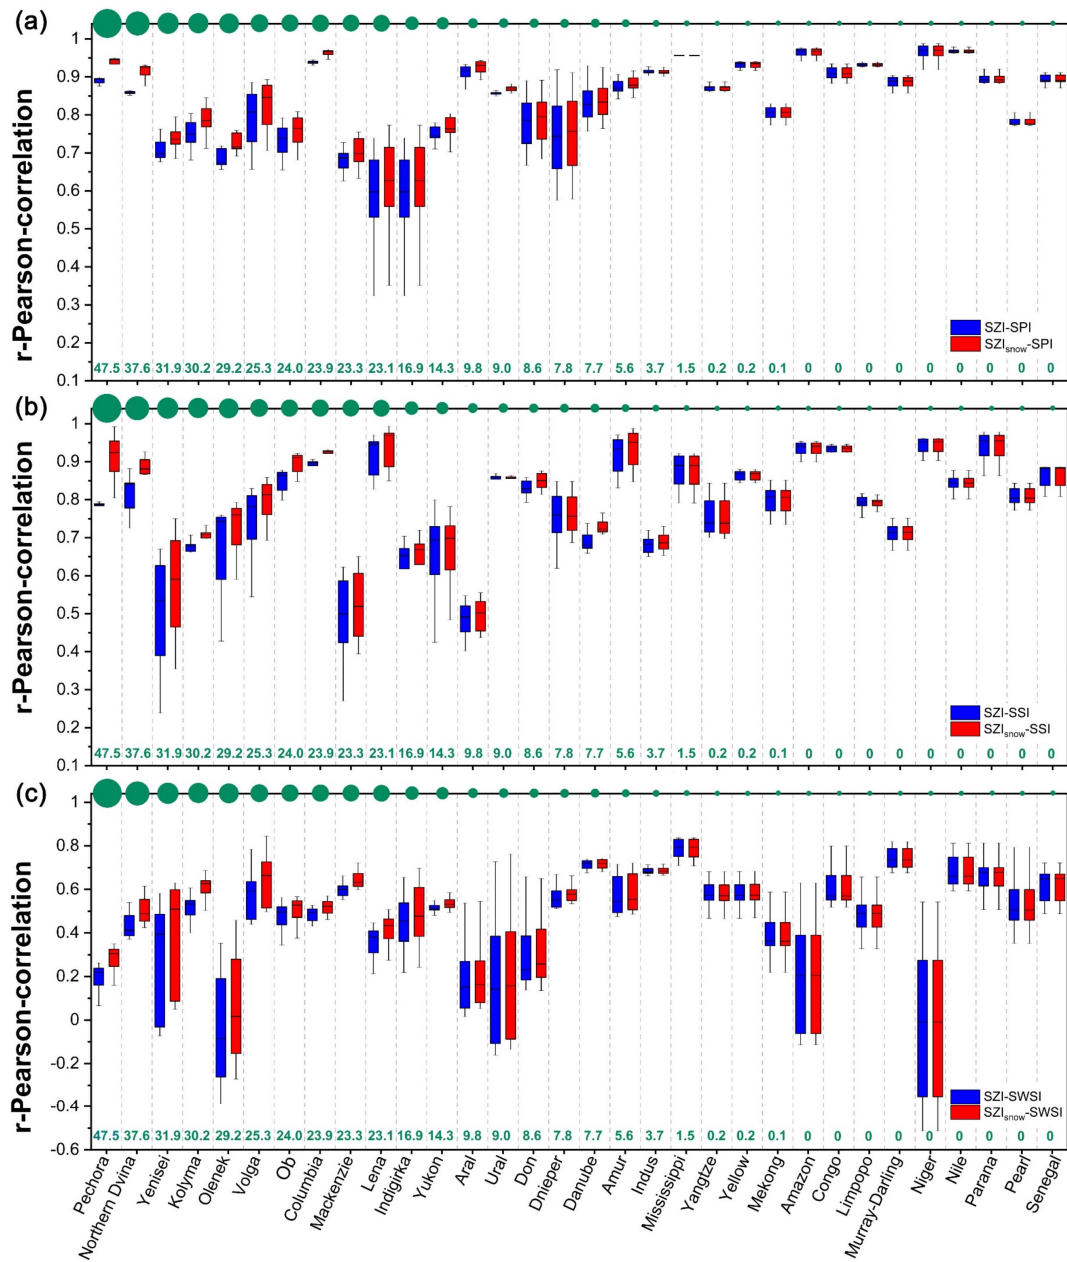 (a)
r-Pearson-correlation
1
0.9
0.8
0.7
0.6
0.5
0.4
0.3
0.2
0.1
SZI-SPI
SZIsnow-SPI
47.5 37.6 31.9 30.2 29.2 25.3 24.0 23.9 23.3 23.1 16.9 14.3 9.8 9.0 8.6 7.8 7.7 5.6 3.7 1.5 0.2 0.2 0.1 0 0 0 0 0 0 0 0 0
(b)
r-Pearson-correlation
1
0.9
0.8
0.7
0.6
0.5
0.4
0.3
0.2
0.1
SZI-SSI
SZIsnow-SSI
47.5 37.6 31.9 30.2 29.2 25.3 24.0 23.9 23.3 23.1 16.9 14.3 9.8 9.0 8.6 7.8 7.7 5.6 3.7 1.5 0.2 0.2 0.1 0 0 0 0 0 0 0 0 0
(c)
r-Pearson-correlation
1
0.8
0.6
0.4
0.2
0
-0.2
-0.4
-0.6
SZI-SWSI
SZIsnow-SWSI
47.5 37.6 31.9 30.2 29.2 25.3 24.0 23.9 23.3 23.1 16.9 14.3 9.8 9.0 8.6 7.8 7.7 5.6 3.7 1.5 0.2 0.2 0.1 0 0 0 0 0 0 0 0 0
Pechora
Northern Dvina
Yenisei
Kolyma
Olenek
Volga
Ob
Columbia
Mackenzie
Lena
Indigirka
Yukon
Aral
Ural
Don
Dnieper
Danube
Amur
Indus
Mississippi
Yangtze
Yellow
Mekong
Amazon
Congo
Limpopo
Murray-Darling
Niger
Nile
Parana
Pearl
Senegal